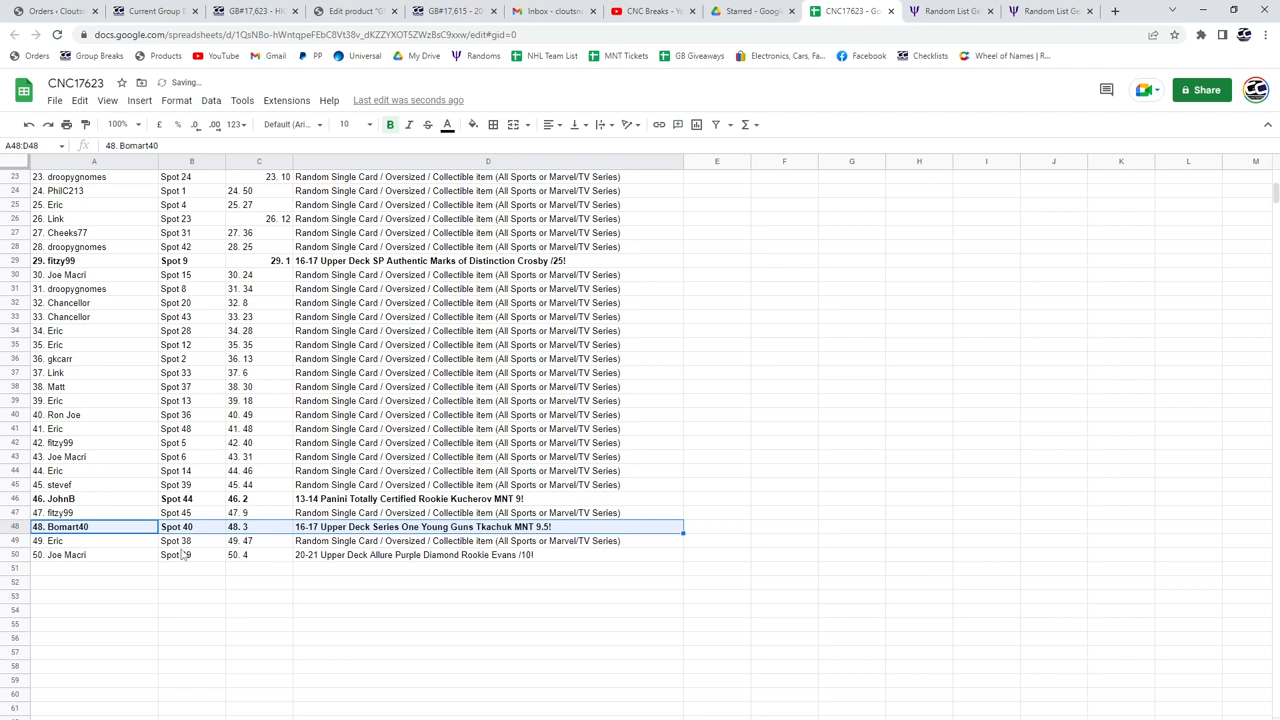 Orders - Clouts
Current Group B
GB#17,623 - HK
Edit product "G
GB#17,615 - 20
Inbox - cloutsno
CNC Breaks - Yo
Starred - Googl
CNC17623 - Go
Random List Ge
Random List Ge
docs.google.com/spreadsheets/d/1QsNBo-hWntqpeFEbC8Vt38v_dKZZYXOT5ZWzBsC9xxw/edit#gid=0
Orders
Products
YouTube
Gmail
PP
Universal
My Drive
Randoms
NHL Team List
MNT Tickets
GB Giveaways
Electronics, Cars, Fa...
Facebook
Checklists
Wheel of Names | R...
CNC17623
Saving...
File Edit View Insert Format Data Tools Extensions Help Last edit was seconds ago
Share
100% £ % .0 .00 123 Default (Ari... 10 B I S A Σ
A48:D48 fx 48. Bomart40
A B C D E F G H I J K L M
23 23. droopygnomes Spot 24 23. 10 Random Single Card / Oversized / Collectible item (All Sports or Marvel/TV Series)
24 24. PhilC213 Spot 1 24. 50 Random Single Card / Oversized / Collectible item (All Sports or Marvel/TV Series)
25 25. Eric Spot 4 25. 27 Random Single Card / Oversized / Collectible item (All Sports or Marvel/TV Series)
26 26. Link Spot 23 26. 12 Random Single Card / Oversized / Collectible item (All Sports or Marvel/TV Series)
27 27. Cheeks77 Spot 31 27. 36 Random Single Card / Oversized / Collectible item (All Sports or Marvel/TV Series)
28 28. droopygnomes Spot 42 28. 25 Random Single Card / Oversized / Collectible item (All Sports or Marvel/TV Series)
29 29. fitzy99 Spot 9 29. 1 16-17 Upper Deck SP Authentic Marks of Distinction Crosby /25!
30 30. Joe Macri Spot 15 30. 24 Random Single Card / Oversized / Collectible item (All Sports or Marvel/TV Series)
31 31. droopygnomes Spot 8 31. 34 Random Single Card / Oversized / Collectible item (All Sports or Marvel/TV Series)
32 32. Chancellor Spot 20 32. 8 Random Single Card / Oversized / Collectible item (All Sports or Marvel/TV Series)
33 33. Chancellor Spot 43 33. 23 Random Single Card / Oversized / Collectible item (All Sports or Marvel/TV Series)
34 34. Eric Spot 28 34. 28 Random Single Card / Oversized / Collectible item (All Sports or Marvel/TV Series)
35 35. Eric Spot 12 35. 35 Random Single Card / Oversized / Collectible item (All Sports or Marvel/TV Series)
36 36. gkcarr Spot 2 36. 13 Random Single Card / Oversized / Collectible item (All Sports or Marvel/TV Series)
37 37. Link Spot 33 37. 6 Random Single Card / Oversized / Collectible item (All Sports or Marvel/TV Series)
38 38. Matt Spot 37 38. 30 Random Single Card / Oversized / Collectible item (All Sports or Marvel/TV Series)
39 39. Eric Spot 13 39. 18 Random Single Card / Oversized / Collectible item (All Sports or Marvel/TV Series)
40 40. Ron Joe Spot 36 40. 49 Random Single Card / Oversized / Collectible item (All Sports or Marvel/TV Series)
41 41. Eric Spot 48 41. 48 Random Single Card / Oversized / Collectible item (All Sports or Marvel/TV Series)
42 42. fitzy99 Spot 5 42. 40 Random Single Card / Oversized / Collectible item (All Sports or Marvel/TV Series)
43 43. Joe Macri Spot 6 43. 31 Random Single Card / Oversized / Collectible item (All Sports or Marvel/TV Series)
44 44. Eric Spot 14 44. 46 Random Single Card / Oversized / Collectible item (All Sports or Marvel/TV Series)
45 45. stevef Spot 39 45. 44 Random Single Card / Oversized / Collectible item (All Sports or Marvel/TV Series)
46 46. JohnB Spot 44 46. 2 13-14 Panini Totally Certified Rookie Kucherov MNT 9!
47 47. fitzy99 Spot 45 47. 9 Random Single Card / Oversized / Collectible item (All Sports or Marvel/TV Series)
48 48. Bomart40 Spot 40 48. 3 16-17 Upper Deck Series One Young Guns Tkachuk MNT 9.5!
49 49. Eric Spot 38 49. 47 Random Single Card / Oversized / Collectible item (All Sports or Marvel/TV Series)
50 50. Joe Macri Spot 9 50. 4 20-21 Upper Deck Allure Purple Diamond Rookie Evans /10!
51
52
53
54
55
56
57
58
59
60
61